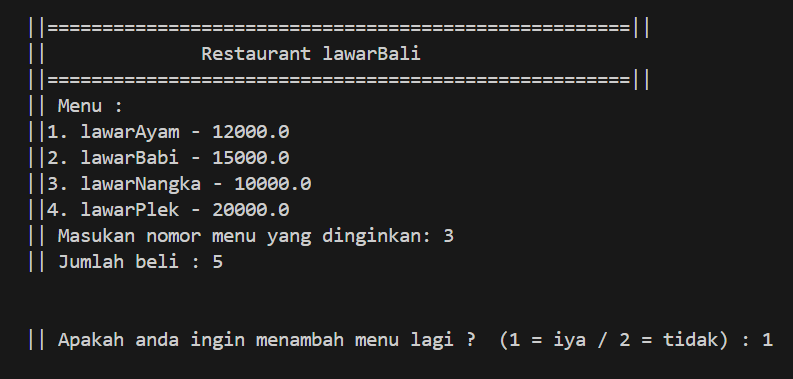 ||=====================================================||
||              Restaurant lawarBali
||=====================================================||
|| Menu :
||1. lawarAyam - 12000.0
||2. lawarBabi - 15000.0
||3. lawarNangka - 10000.0
||4. lawarPlek - 20000.0
|| Masukan nomor menu yang dinginkan: 3
|| Jumlah beli : 5
|| Apakah anda ingin menambah menu lagi ?  (1 = iya / 2 = tidak) : 1